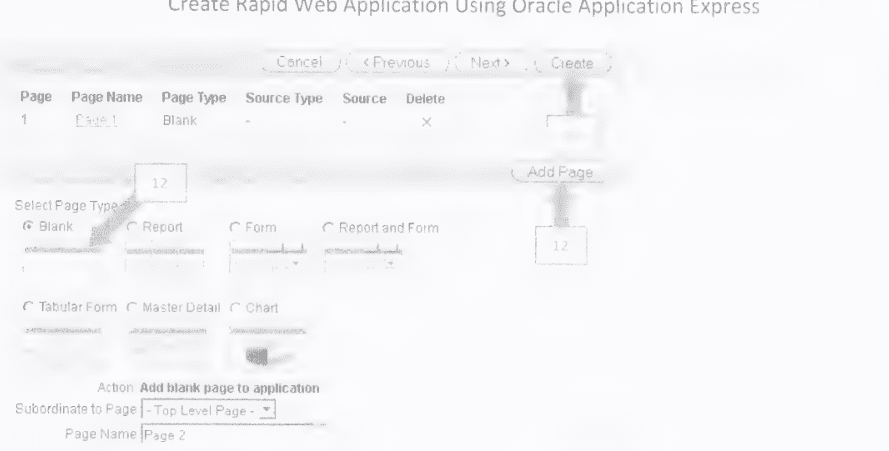 Create Rapid Web Application Using Oracle Application Express
Cancel < Previous Next > Create
Page Page Name Page Type Source Type Source Delete
1 Page 1 Blank - - ×
Add Page
12
Select Page Type
Blank Report Form Report and Form
12
Tabular Form Master Detail Chart
Action Add blank page to application
Subordinate to Page - Top Level Page -
Page Name Page 2